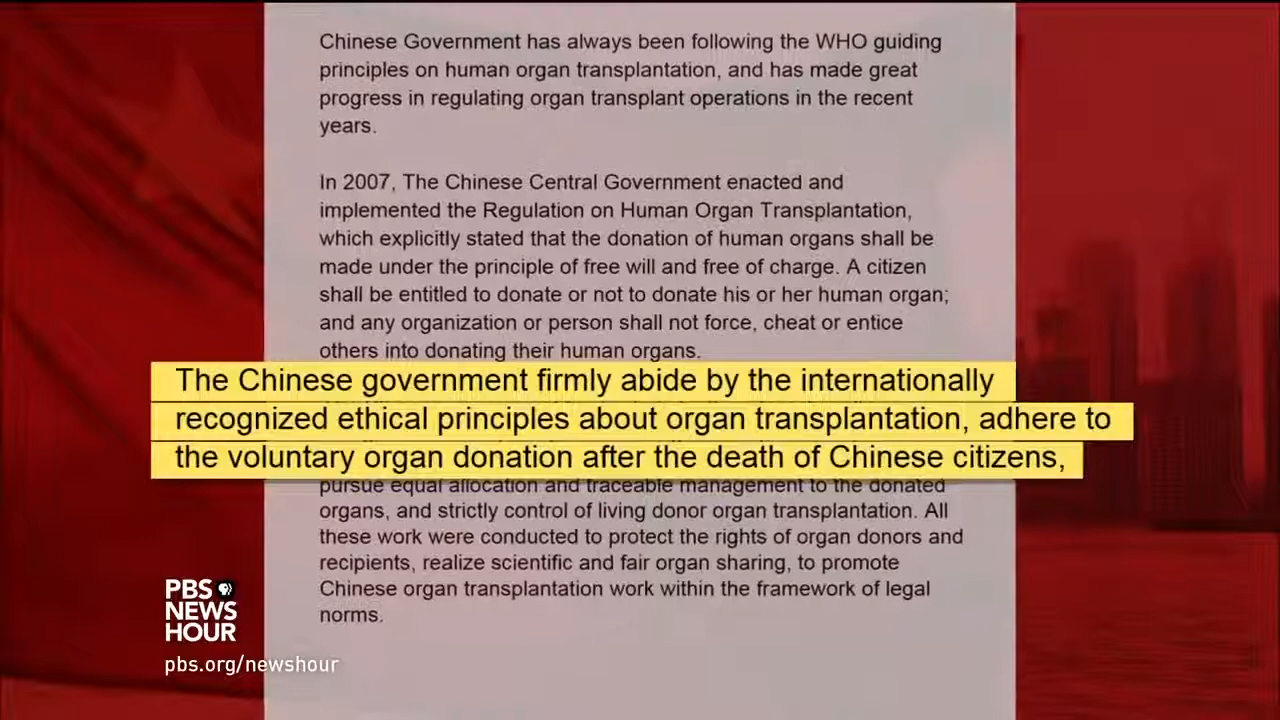 Chinese Government has always been following the WHO guiding
principles on human organ transplantation, and has made great
progress in regulating organ transplant operations in the recent
years.
In 2007, The Chinese Central Government enacted and
implemented the Regulation on Human Organ Transplantation,
which explicitly stated that the donation of human organs shall be
made under the principle of free will and free of charge. A citizen
shall be entitled to donate or not to donate his or her human organ;
and any organization or person shall not force, cheat or entice
others into donating their human organs.
The Chinese government firmly abide by the internationally
recognized ethical principles about organ transplantation, adhere to
the voluntary organ donation after the death of Chinese citizens,
pursue equal allocation and traceable management to the donated
organs, and strictly control of living donor organ transplantation. All
these work were conducted to protect the rights of organ donors and
recipients, realize scientific and fair organ sharing, to promote
Chinese organ transplantation work within the framework of legal
norms.
PBS
NEWS
HOUR
pbs.org/newshour